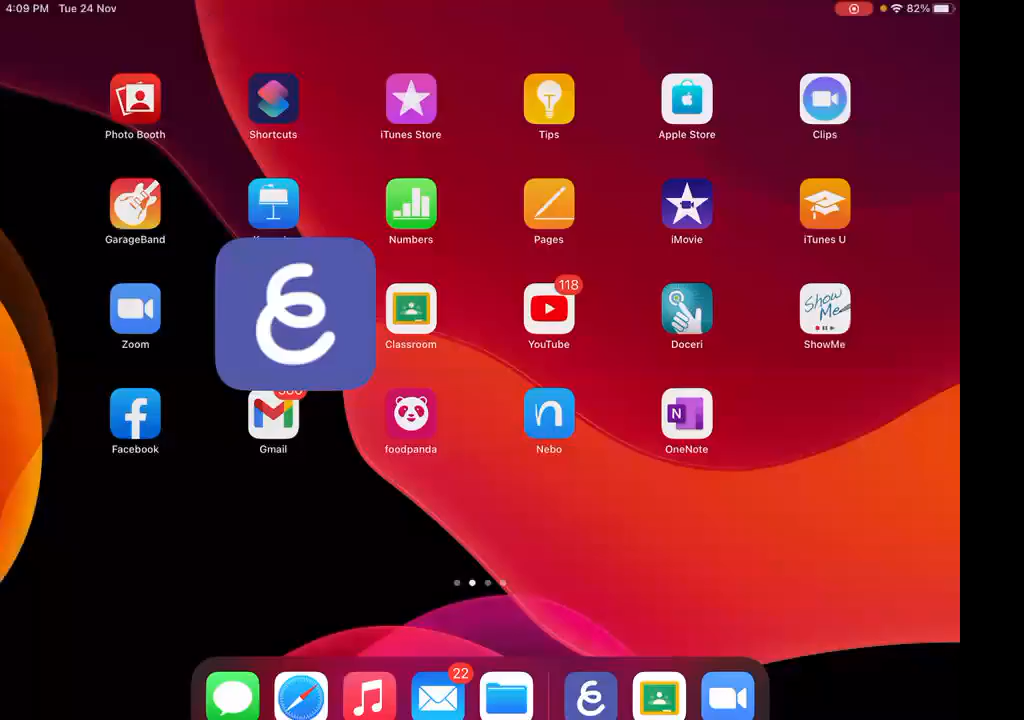 4:09 PM Tue 24 Nov 82%
Photo Booth Shortcuts iTunes Store Tips Apple Store Clips
GarageBand Numbers Pages iMovie iTunes U
118
Show Me
Zoom Classroom YouTube Doceri ShowMe
N
Facebook Gmail foodpanda Nebo OneNote
22